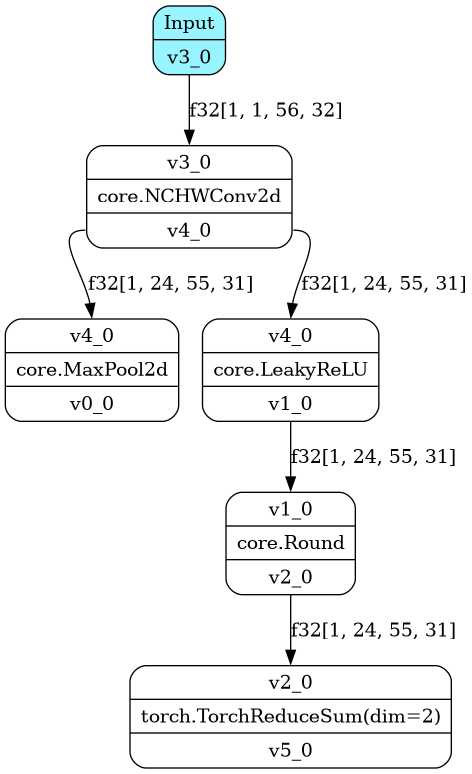 Input
v3_0
f32[1, 1, 56, 32]
v3_0
core.NCHWConv2d
v4_0
f32[1, 24, 55, 31]
f32[1, 24, 55, 31]
v4_0
core.MaxPool2d
v0_0
v4_0
core.LeakyReLU
v1_0
f32[1, 24, 55, 31]
v1_0
core.Round
v2_0
f32[1, 24, 55, 31]
v2_0
torch.TorchReduceSum(dim=2)
v5_0